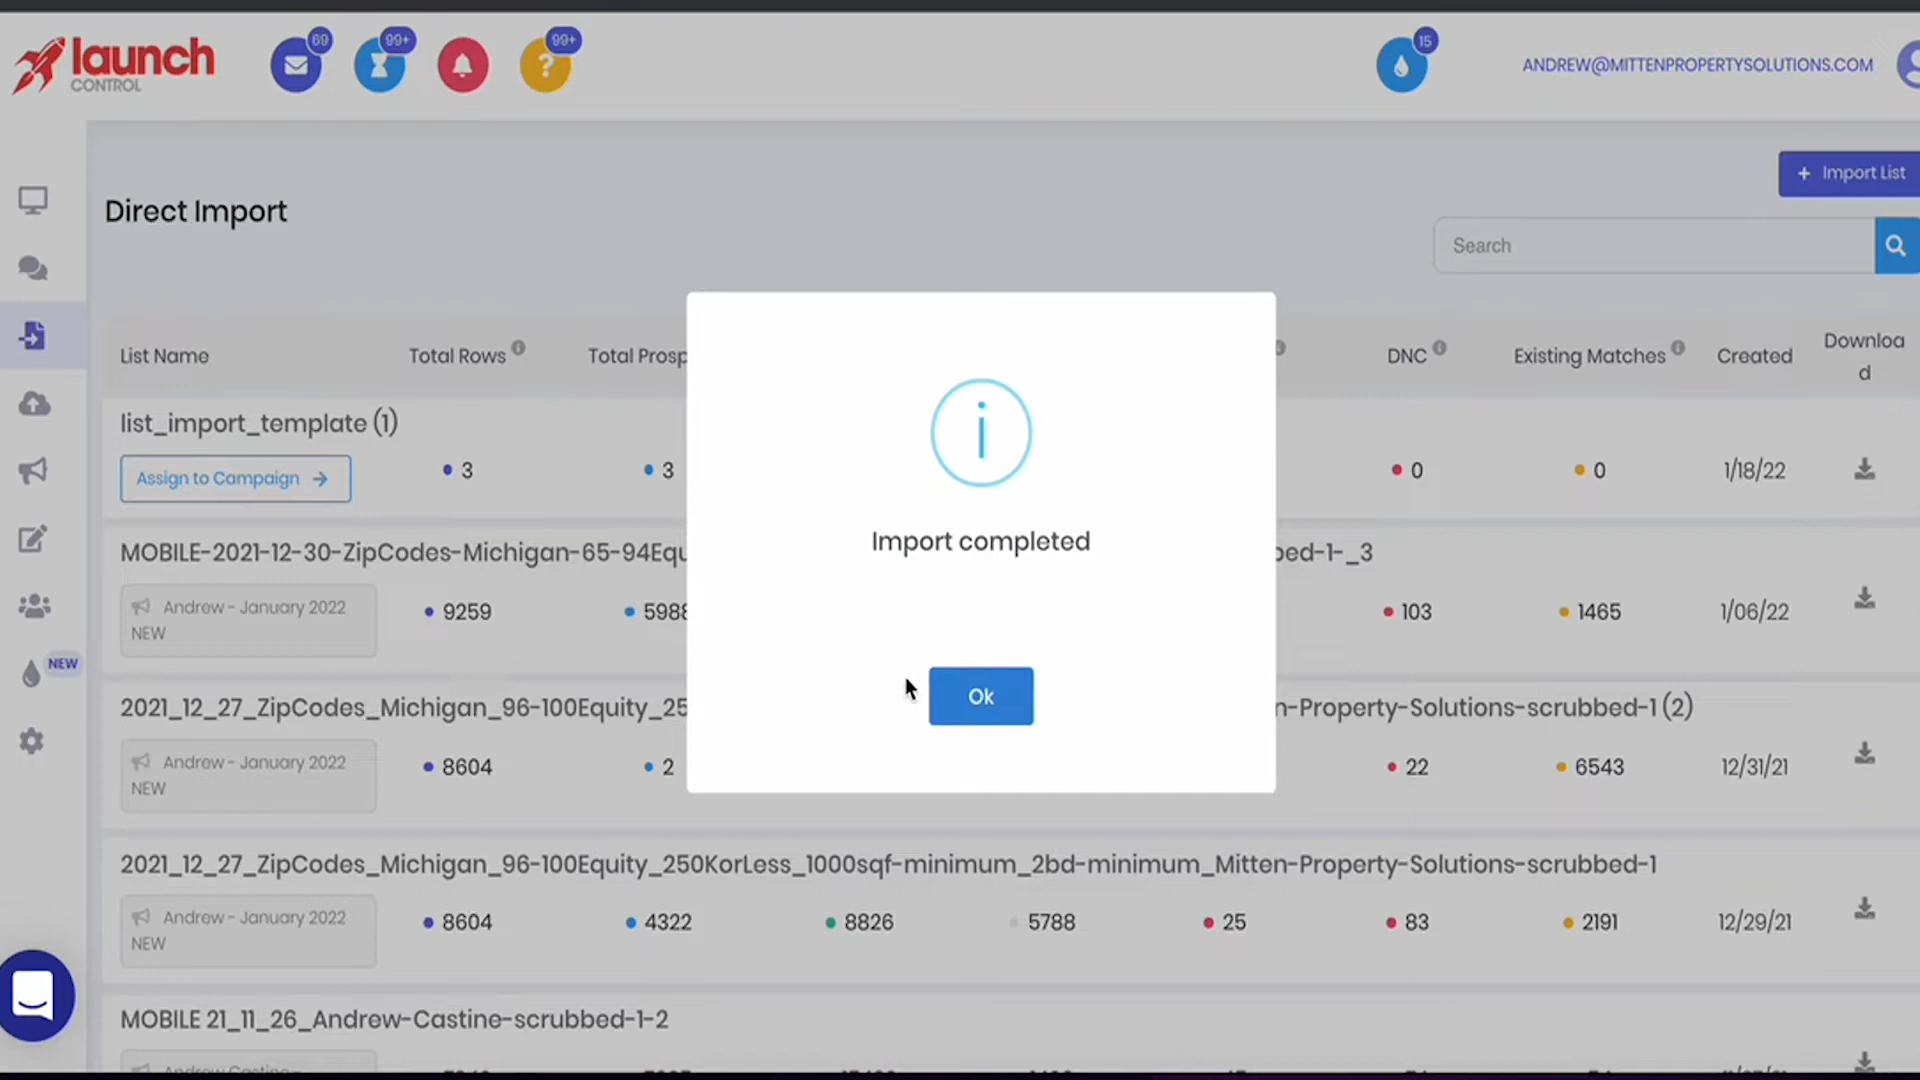 launch
CONTROL
69
99+
99+
15
ANDREW@MITTENPROPERTYSOLUTIONS.COM
+ Import List
Direct Import
Search
List Name
Total Rows
Total Prosp
DNC
Existing Matches
Created
Downloa
d
list_import_template (1)
Assign to Campaign →
3
3
0
0
1/18/22
MOBILE-2021-12-30-ZipCodes-Michigan-65-94Equ
bed-1-_3
Andrew - January 2022
NEW
9259
5988
103
1465
1/06/22
2021_12_27_ZipCodes_Michigan_96-100Equity_25
n-Property-Solutions-scrubbed-1 (2)
Andrew - January 2022
NEW
8604
2
22
6543
12/31/21
2021_12_27_ZipCodes_Michigan_96-100Equity_250KorLess_1000sqf-minimum_2bd-minimum_Mitten-Property-Solutions-scrubbed-1
Andrew - January 2022
NEW
8604
4322
8826
5788
25
83
2191
12/29/21
MOBILE 21_11_26_Andrew-Castine-scrubbed-1-2
Andrew Castine -
NEW
Import completed
Ok